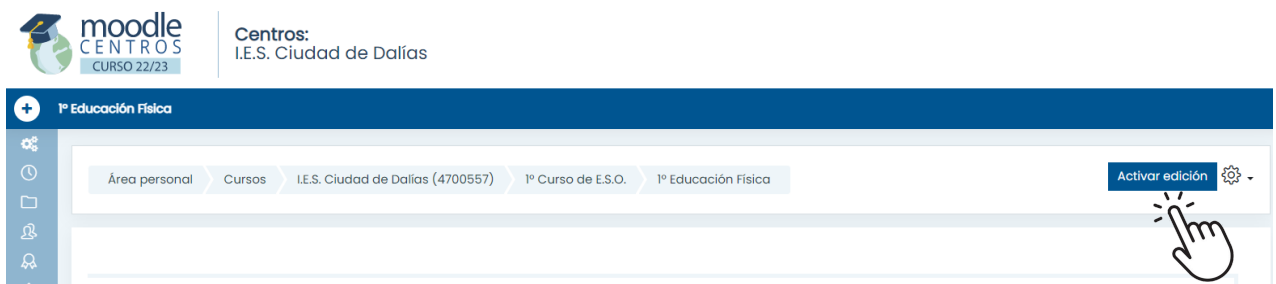 moodle
CENTROS
CURSO 22/23
Centros:
I.E.S. Ciudad de Dalías
1º Educación Física
Área personal
Cursos
I.E.S. Ciudad de Dalías (4700557)
1º Curso de E.S.O.
1º Educación Física
Activar edición